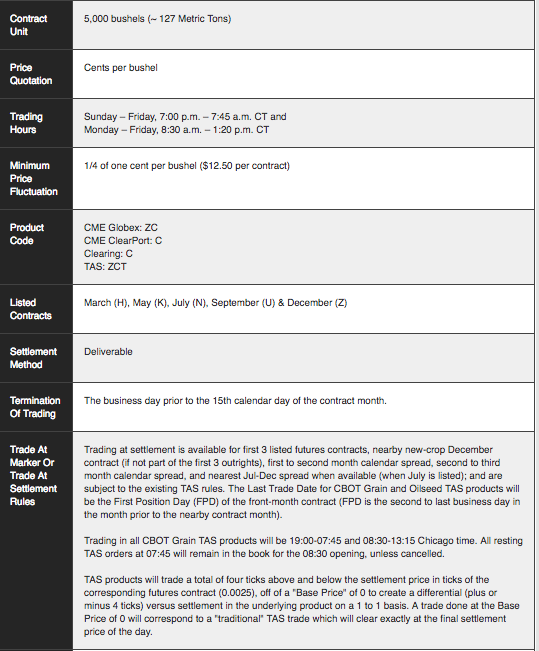 Contract
Unit
5,000 bushels (~ 127 Metric Tons)
Price
Quotation
Cents per bushel
Trading
Hours
Sunday – Friday, 7:00 p.m. – 7:45 a.m. CT and
Monday – Friday, 8:30 a.m. – 1:20 p.m. CT
Minimum
Price
Fluctuation
1/4 of one cent per bushel ($12.50 per contract)
Product
Code
CME Globex: ZC
CME ClearPort: C
Clearing: C
TAS: ZCT
Listed
Contracts
March (H), May (K), July (N), September (U) & December (Z)
Settlement
Method
Deliverable
Termination
Of Trading
The business day prior to the 15th calendar day of the contract month.
Trade At
Marker Or
Trade At
Settlement
Rules
Trading at settlement is available for first 3 listed futures contracts, nearby new-crop December
contract (if not part of the first 3 outrights), first to second month calendar spread, second to third
month calendar spread, and nearest Jul-Dec spread when available (when July is listed); and are
subject to the existing TAS rules. The Last Trade Date for CBOT Grain and Oilseed TAS products will
be the First Position Day (FPD) of the front-month contract (FPD is the second to last business day in
the month prior to the nearby contract month).
Trading in all CBOT Grain TAS products will be 19:00-07:45 and 08:30-13:15 Chicago time. All resting
TAS orders at 07:45 will remain in the book for the 08:30 opening, unless cancelled.
TAS products will trade a total of four ticks above and below the settlement price in ticks of the
corresponding futures contract (0.0025), off of a "Base Price" of 0 to create a differential (plus or
minus 4 ticks) versus settlement in the underlying product on a 1 to 1 basis. A trade done at the Base
Price of 0 will correspond to a "traditional" TAS trade which will clear exactly at the final settlement
price of the day.